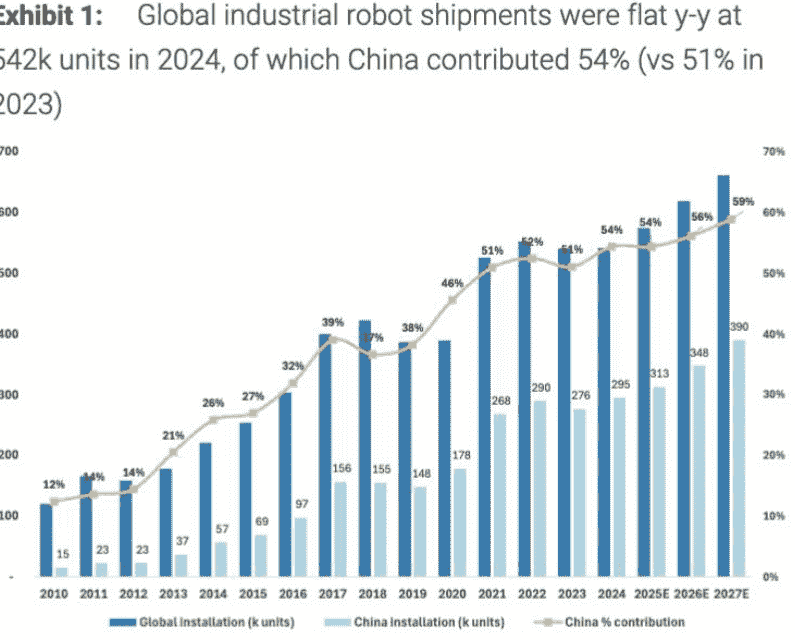 Exhibit 1: Global industrial robot shipments were flat y-y at
542k units in 2024, of which China contributed 54% (vs 51% in
2023)
700 70%
600 60%
500 50%
400 40%
300 30%
200 20%
100 10%
- 0%
12% 14% 14% 21% 26% 27% 32% 39% 37% 38% 46% 51% 52% 51% 54% 54% 56% 59%
15 23 23 37 57 69 97 156 155 148 178 268 290 276 295 313 348 390
2010 2011 2012 2013 2014 2015 2016 2017 2018 2019 2020 2021 2022 2023 2024 2025E 2026E 2027E
Global Installation (k units) China installation (k units) China % contribution